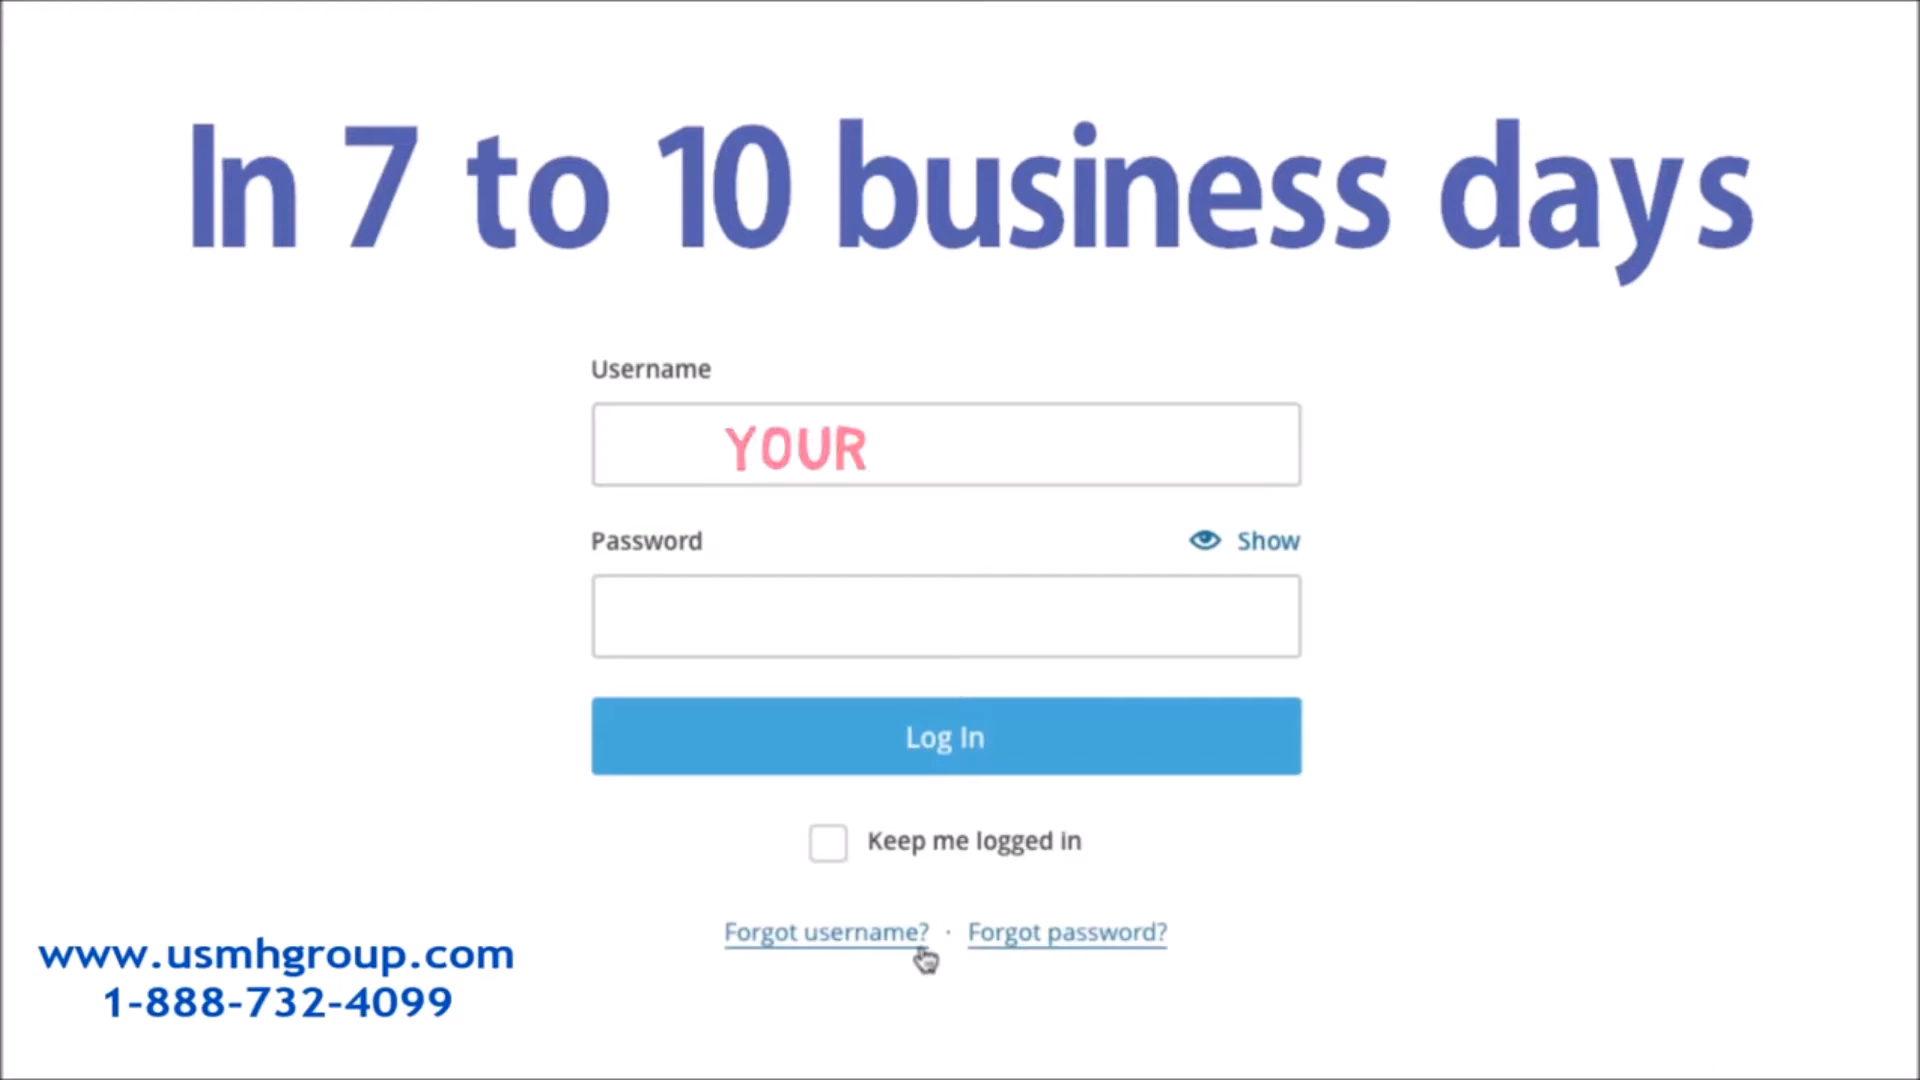 In 7 to 10 business days
Username
YOUR
Password
Show
Log In
Keep me logged in
Forgot username? · Forgot password?
www.usmhgroup.com
1-888-732-4099